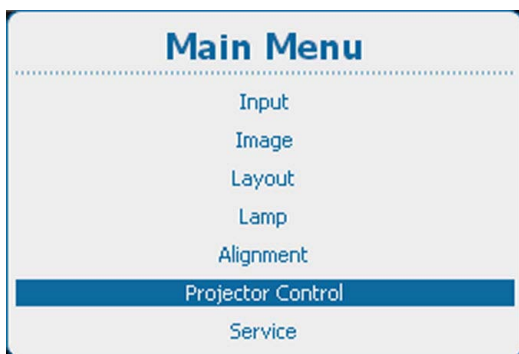 Main Menu
Input
Image
Layout
Lamp
Alignment
Projector Control
Service